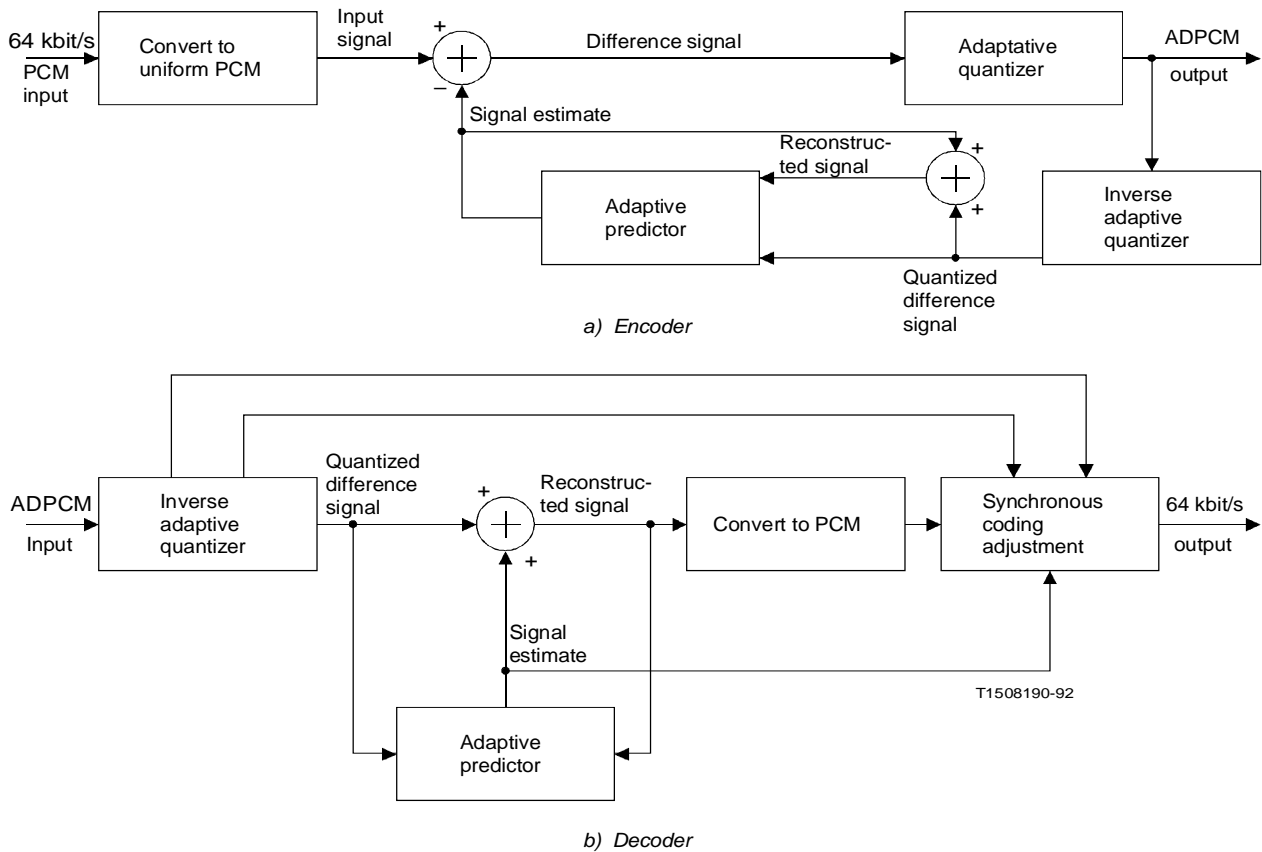 64 kbit/s
PCM
input
Convert to
uniform PCM
Input
signal
+
−
Difference signal
Adaptative
quantizer
ADPCM
output
Signal estimate
Reconstruc-
ted signal
+
+
Adaptive
predictor
Inverse
adaptive
quantizer
Quantized
difference
signal
a) Encoder
ADPCM
Input
Inverse
adaptive
quantizer
Quantized
difference
signal
+
+
Reconstruc-
ted signal
Convert to PCM
Synchronous
coding
adjustment
64 kbit/s
output
Signal
estimate
T1508190-92
Adaptive
predictor
b) Decoder